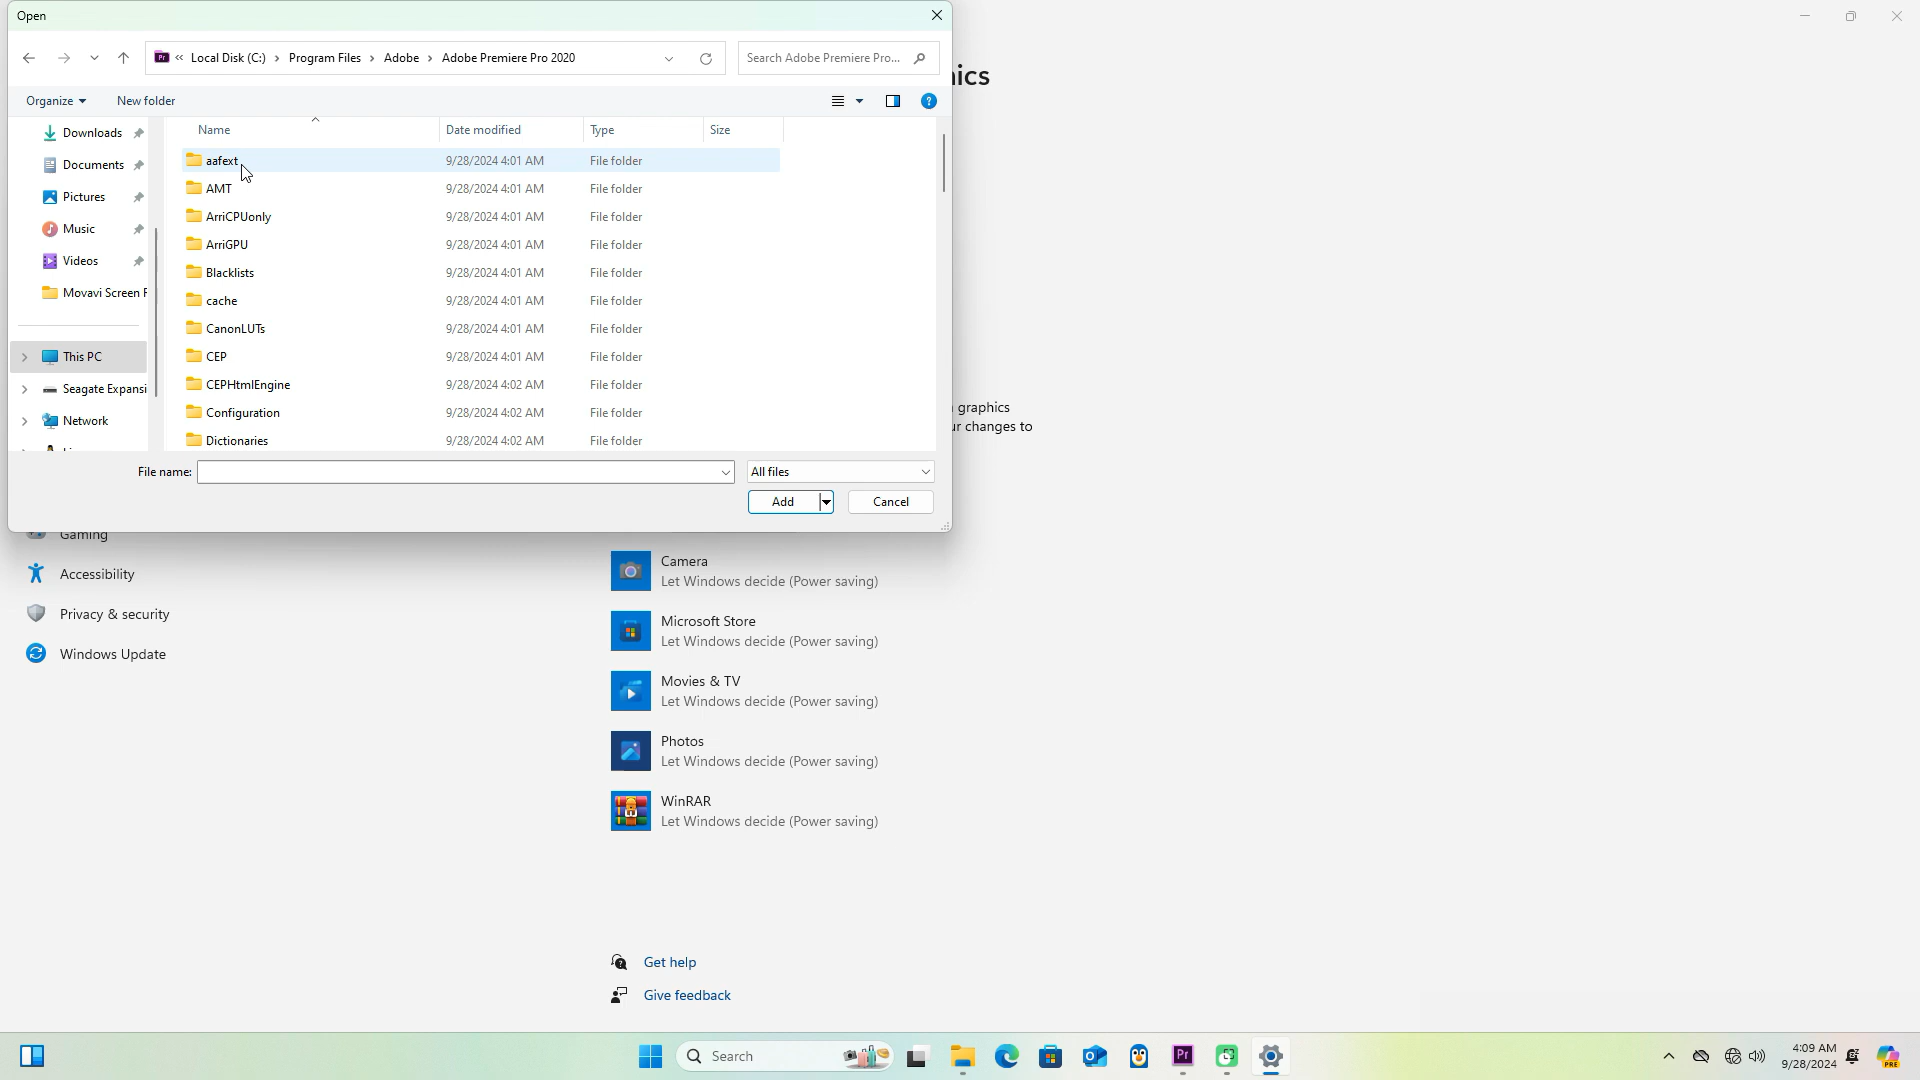 Open
Local Disk (C:) › Program Files › Adobe › Adobe Premiere Pro 2020
Search Adobe Premiere Pro...
Organize
New folder
?
Name
Date modified
Type
Size
Downloads
Documents
Pictures
Music
Videos
Movavi Screen
This PC
Seagate Expansi
Network
aafext 9/28/2024 4:01 AM File folder
AMT 9/28/2024 4:01 AM File folder
ArriCPUonly 9/28/2024 4:01 AM File folder
ArriGPU 9/28/2024 4:01 AM File folder
Blacklists 9/28/2024 4:01 AM File folder
cache 9/28/2024 4:01 AM File folder
CanonLUTs 9/28/2024 4:01 AM File folder
CEP 9/28/2024 4:01 AM File folder
CEPHtmlEngine 9/28/2024 4:02 AM File folder
Configuration 9/28/2024 4:02 AM File folder
Dictionaries 9/28/2024 4:02 AM File folder
File name:
All files
Add
Cancel
ics
graphics
ur changes to
Gaming
Accessibility
Privacy & security
Windows Update
Camera
Let Windows decide (Power saving)
Microsoft Store
Let Windows decide (Power saving)
Movies & TV
Let Windows decide (Power saving)
Photos
Let Windows decide (Power saving)
WinRAR
Let Windows decide (Power saving)
Get help
Give feedback
Search
Pr
4:09 AM
9/28/2024
PRE